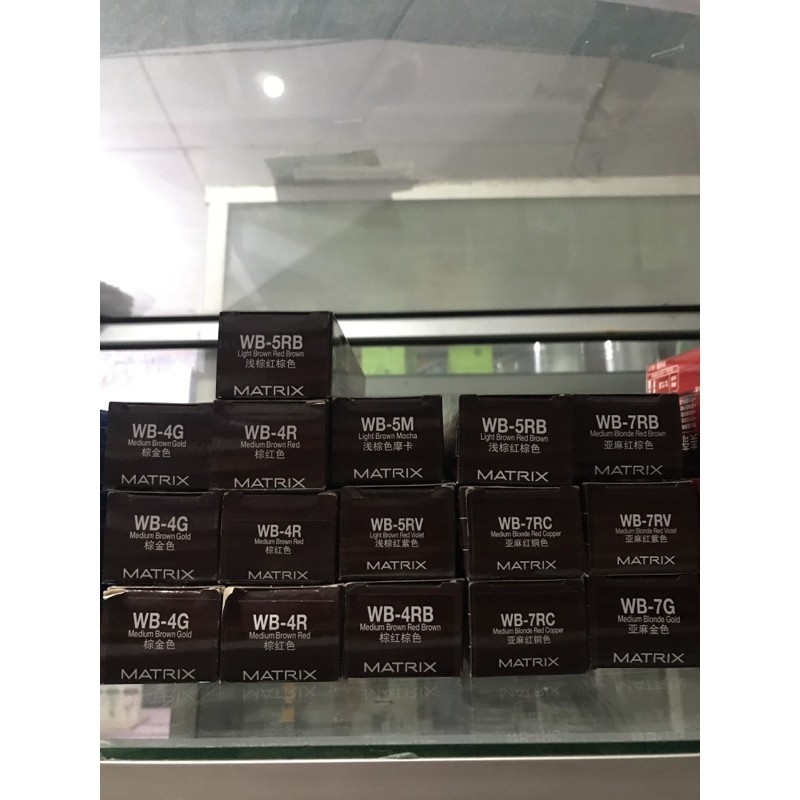 WB-5RB
Light Brown Red Brown
浅棕红棕色
MATRIX
WB-4G
Medium Brown Gold
棕金色
MATRIX
WB-4R
Medium Brown Red
棕红色
MATRIX
WB-5M
Light Brown Mocha
浅棕色摩卡
MATRIX
WB-5RB
Light Brown Red Brown
浅棕红棕色
MATRIX
WB-7RB
Medium Blonde Red Brown
亚麻红棕色
MATRIX
WB-4G
Medium Brown Gold
棕金色
MATRIX
WB-4R
Medium Brown Red
棕红色
MATRIX
WB-5RV
Light Brown Red Violet
浅棕红紫色
MATRIX
WB-7RC
Medium Blonde Red Copper
亚麻红铜色
MATRIX
WB-7RV
Medium Blonde Red Violet
亚麻红紫色
MATRIX
WB-4G
Medium Brown Gold
棕金色
MATRIX
WB-4R
Medium Brown Red
棕红色
MATRIX
WB-4RB
Medium Brown Red Brown
棕红棕色
MATRIX
WB-7RC
Medium Blonde Red Copper
亚麻红铜色
MATRIX
WB-7G
Medium Blonde Gold
亚麻金色
MATRIX